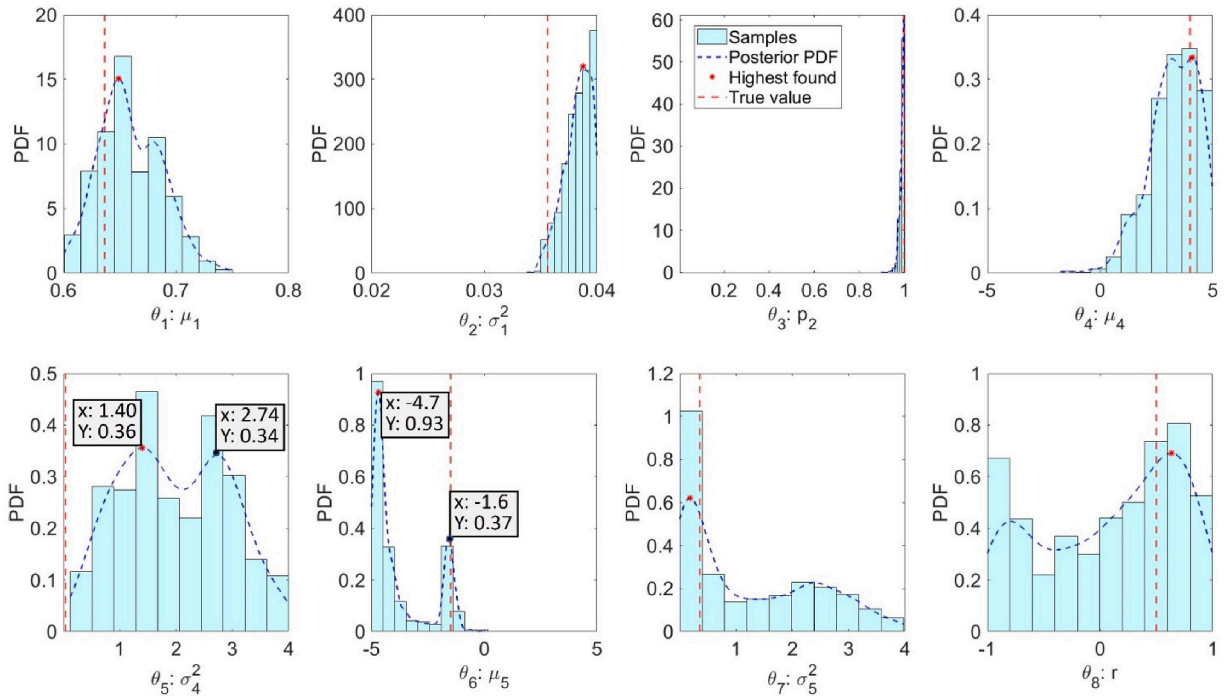 PDF
20
15
10
5
0
0.6
0.7
0.8
θ₁: μ₁
PDF
400
300
200
100
0
0.02
0.03
0.04
θ₂: σ₁²
PDF
60
50
40
30
20
10
0
0.2
0.4
0.6
0.8
1
θ₃: p₂
Samples
Posterior PDF
Highest found
True value
PDF
0.4
0.3
0.2
0.1
0
-5
0
5
θ₄: μ₄
PDF
0.5
0.4
0.3
0.2
0.1
0
1
2
3
4
θ₅: σ₄²
x: 1.40
Y: 0.36
x: 2.74
Y: 0.34
PDF
1
0.8
0.6
0.4
0.2
0
-5
0
5
θ₆: μ₅
x: -4.7
Y: 0.93
x: -1.6
Y: 0.37
PDF
1.2
1
0.8
0.6
0.4
0.2
0
1
2
3
4
θ₇: σ₅²
PDF
1
0.8
0.6
0.4
0.2
0
-1
0
1
θ₈: r